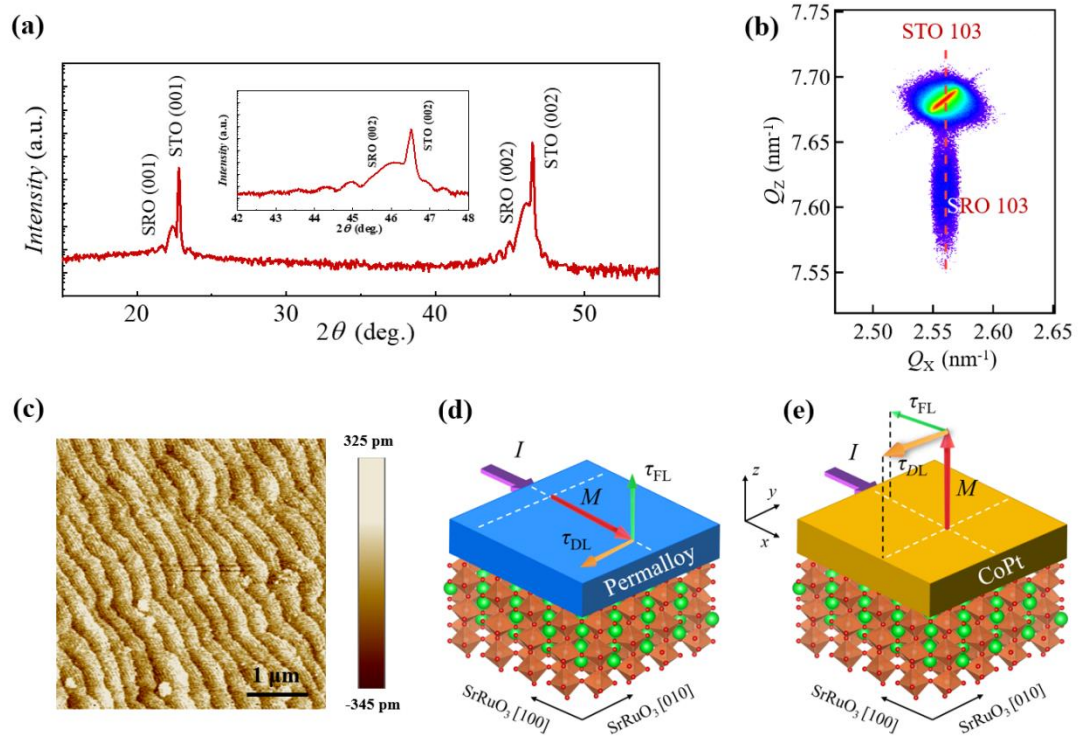 (a)
Intensity (a.u.)
SRO (001)
STO (001)
SRO (002)
STO (002)
20
30
40
50
2θ (deg.)
Intensity (a.u.)
SRO (002)
STO (002)
42
43
44
45
46
47
48
2θ (deg.)
(b)
STO 103
SRO 103
7.75
7.70
7.65
7.60
7.55
QZ (nm-1)
2.50
2.55
2.60
2.65
QX (nm-1)
(c)
325 pm
-345 pm
1 μm
(d)
I
M
τFL
τDL
Permalloy
SrRuO3 [100]
SrRuO3 [010]
z
y
x
(e)
I
τFL
τDL
M
CoPt
SrRuO3 [100]
SrRuO3 [010]